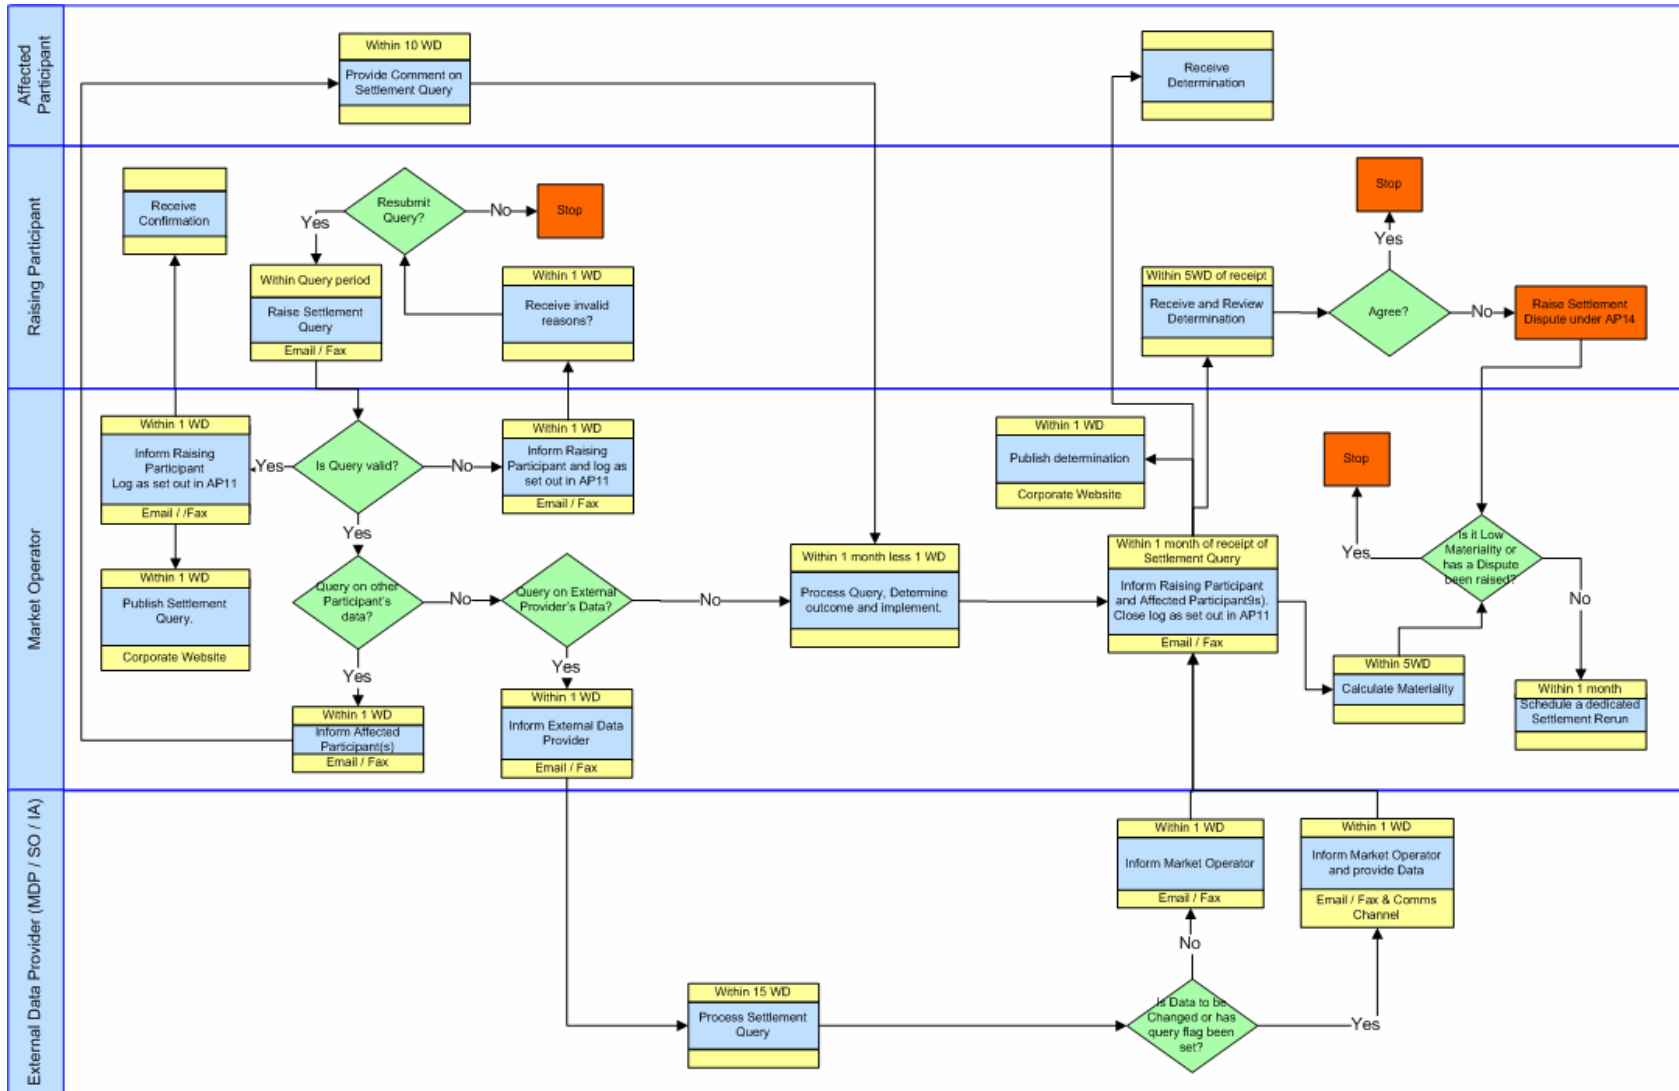 Affected
Participant
Within 10 WD
Provide Comment on
Settlement Query
Receive
Determination
Raising Participant
Receive
Confirmation
Resubmit
Query?
No
Stop
Yes
Within Query period
Raise Settlement
Query
Email / Fax
Within 1 WD
Receive invalid
reasons?
Stop
Yes
Within 5WD of receipt
Receive and Review
Determination
Agree?
No
Raise Settlement
Dispute under AP14
Market Operator
Within 1 WD
Inform Raising
Participant
Log as set out in AP11
Email / /Fax
Yes
Is Query valid?
No
Within 1 WD
Inform Raising
Participant and log as
set out in AP11
Email / Fax
Yes
Within 1 WD
Publish Settlement
Query.
Corporate Website
Query on other
Participant's
data?
No
Query on External
Provider's Data?
No
Yes
Yes
Within 1 WD
Inform Affected
Participant(s)
Email / Fax
Within 1 WD
Inform External Data
Provider
Email / Fax
Within 1 month less 1 WD
Process Query, Determine
outcome and implement.
Within 1 WD
Publish determination
Corporate Website
Within 1 month of receipt of
Settlement Query
Inform Raising Participant
and Affected Participant9s).
Close log as set out in AP11
Email / Fax
Stop
Yes
Is it Low
Materiality or
has a Dispute
been raised?
No
Within 5WD
Calculate Materiality
Within 1 month
Schedule a dedicated
Settlement Rerun
External Data Provider (MDP / SO / IA)
Within 1 WD
Inform Market Operator
Email / Fax
Within 1 WD
Inform Market Operator
and provide Data
Email / Fax & Comms
Channel
No
Within 15 WD
Process Settlement
Query
Is Data to be
Changed or has
query flag been
set?
Yes